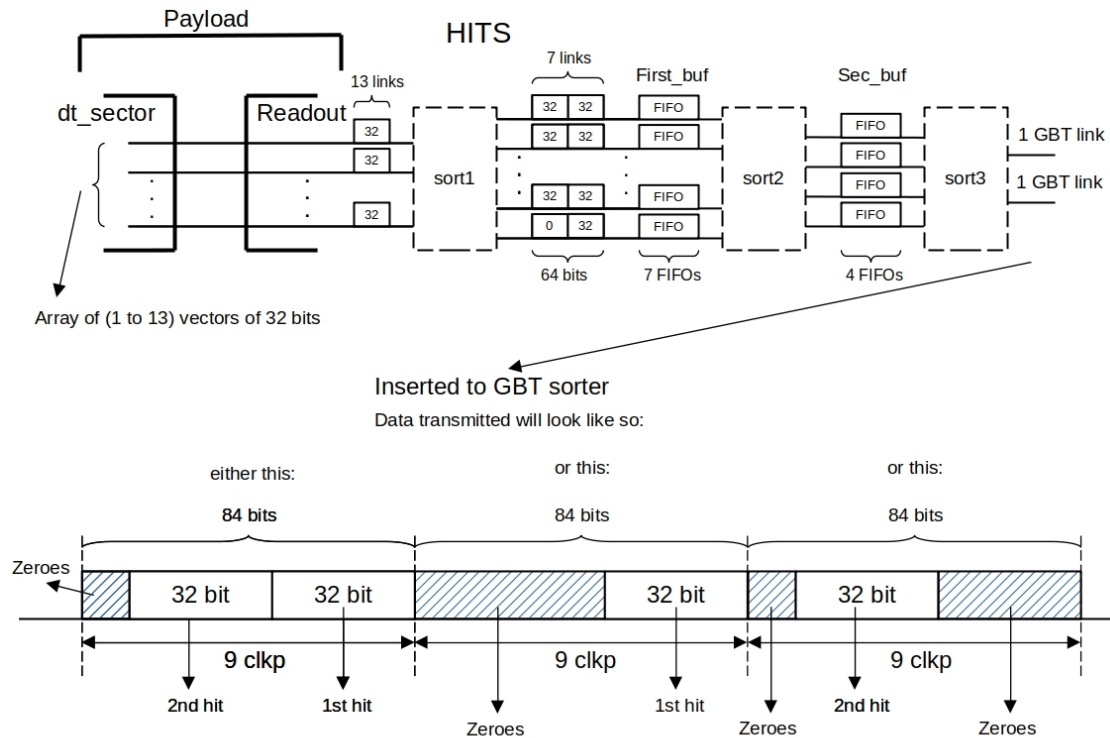 Payload
HITS
13 links
7 links
First_buf
Sec_buf
dt_sector
Readout
32
32
32
32 32
32 32
32 32
0 32
FIFO
FIFO
FIFO
FIFO
FIFO
FIFO
FIFO
FIFO
sort1
sort2
sort3
1 GBT link
1 GBT link
64 bits
7 FIFOs
4 FIFOs
Array of (1 to 13) vectors of 32 bits
Inserted to GBT sorter
Data transmitted will look like so:
either this:
or this:
or this:
84 bits
84 bits
84 bits
Zeroes
32 bit
32 bit
32 bit
32 bit
9 clkp
9 clkp
9 clkp
2nd hit
1st hit
Zeroes
1st hit
Zeroes
2nd hit
Zeroes